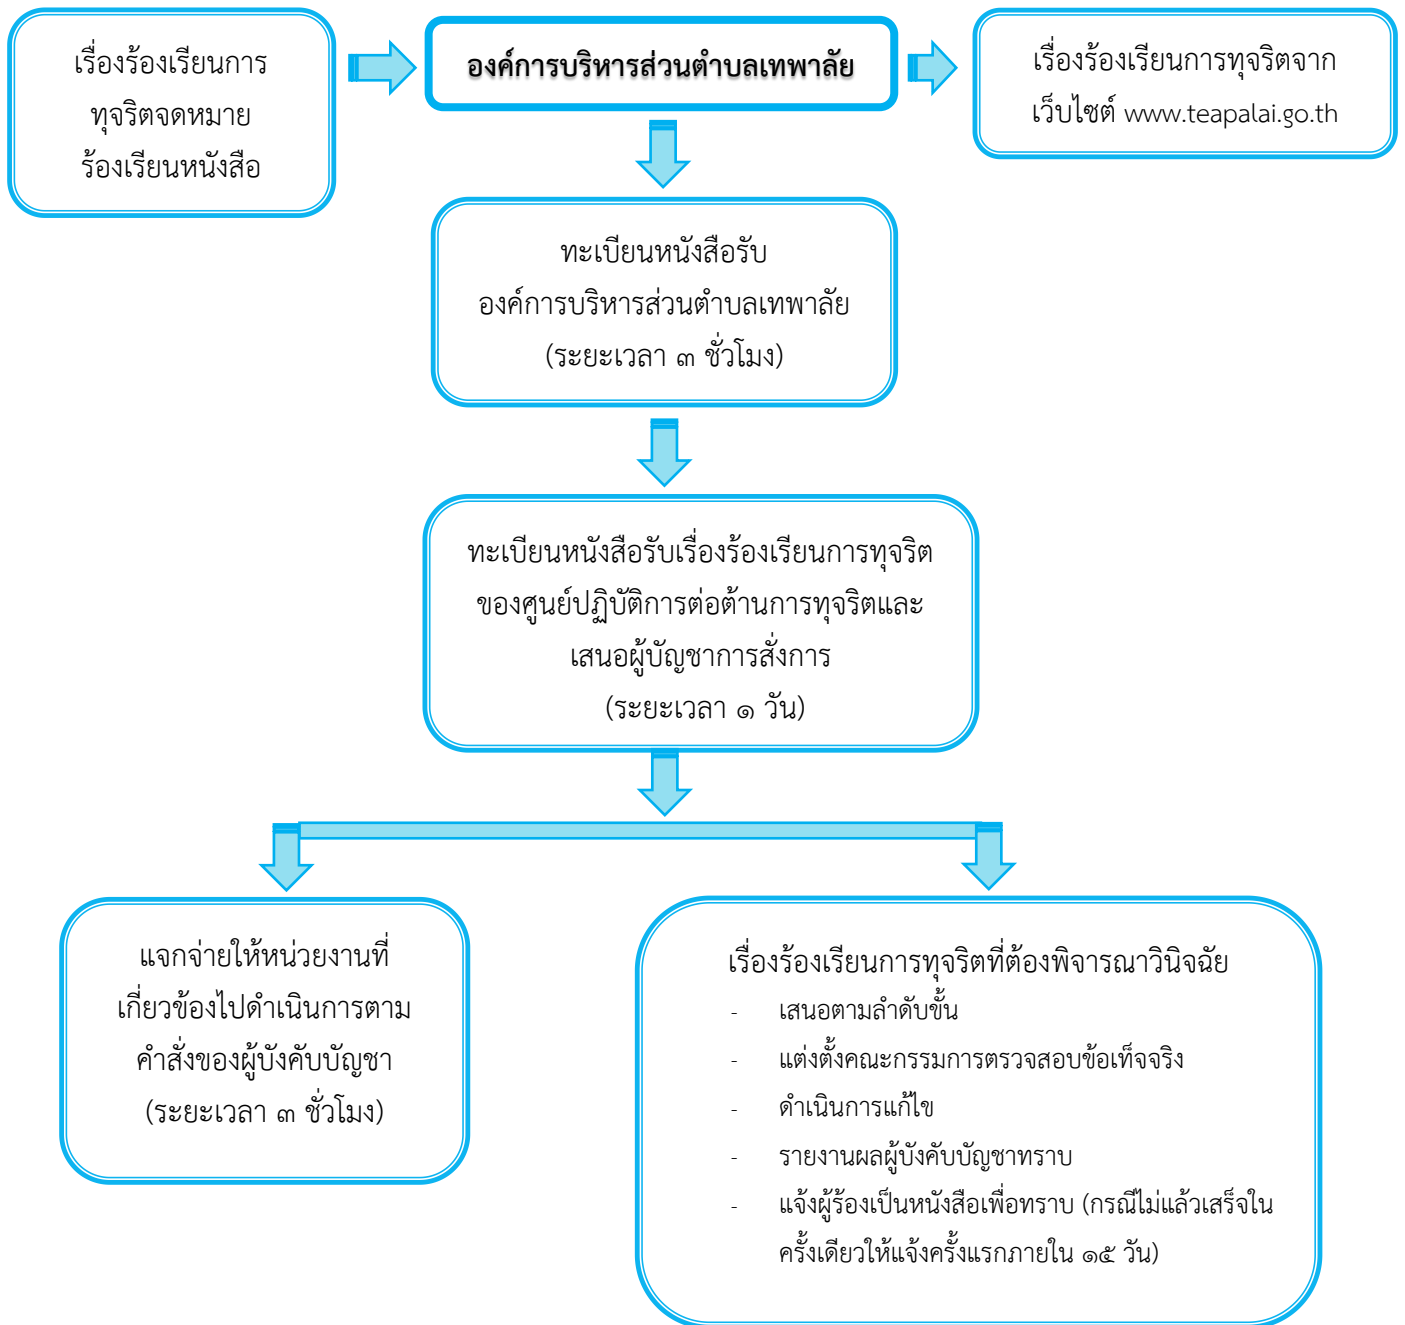 เรื่องร้องเรียนการ
ทุจริตจดหมาย
ร้องเรียนหนังสือ
องค์การบริหารส่วนตำบลเทพาลัย
เรื่องร้องเรียนการทุจริตจาก
เว็บไซต์ www.teapalai.go.th
ทะเบียนหนังสือรับ
องค์การบริหารส่วนตำบลเทพาลัย
(ระยะเวลา ๓ ชั่วโมง)
ทะเบียนหนังสือรับเรื่องร้องเรียนการทุจริต
ของศูนย์ปฏิบัติการต่อต้านการทุจริตและ
เสนอผู้บัญชาการสั่งการ
(ระยะเวลา ๑ วัน)
แจกจ่ายให้หน่วยงานที่
เกี่ยวข้องไปดำเนินการตาม
คำสั่งของผู้บังคับบัญชา
(ระยะเวลา ๓ ชั่วโมง)
เรื่องร้องเรียนการทุจริตที่ต้องพิจารณาวินิจฉัย
- เสนอตามลำดับขั้น
- แต่งตั้งคณะกรรมการตรวจสอบข้อเท็จจริง
- ดำเนินการแก้ไข
- รายงานผลผู้บังคับบัญชาทราบ
- แจ้งผู้ร้องเป็นหนังสือเพื่อทราบ (กรณีไม่แล้วเสร็จใน
ครั้งเดียวให้แจ้งครั้งแรกภายใน ๑๕ วัน)